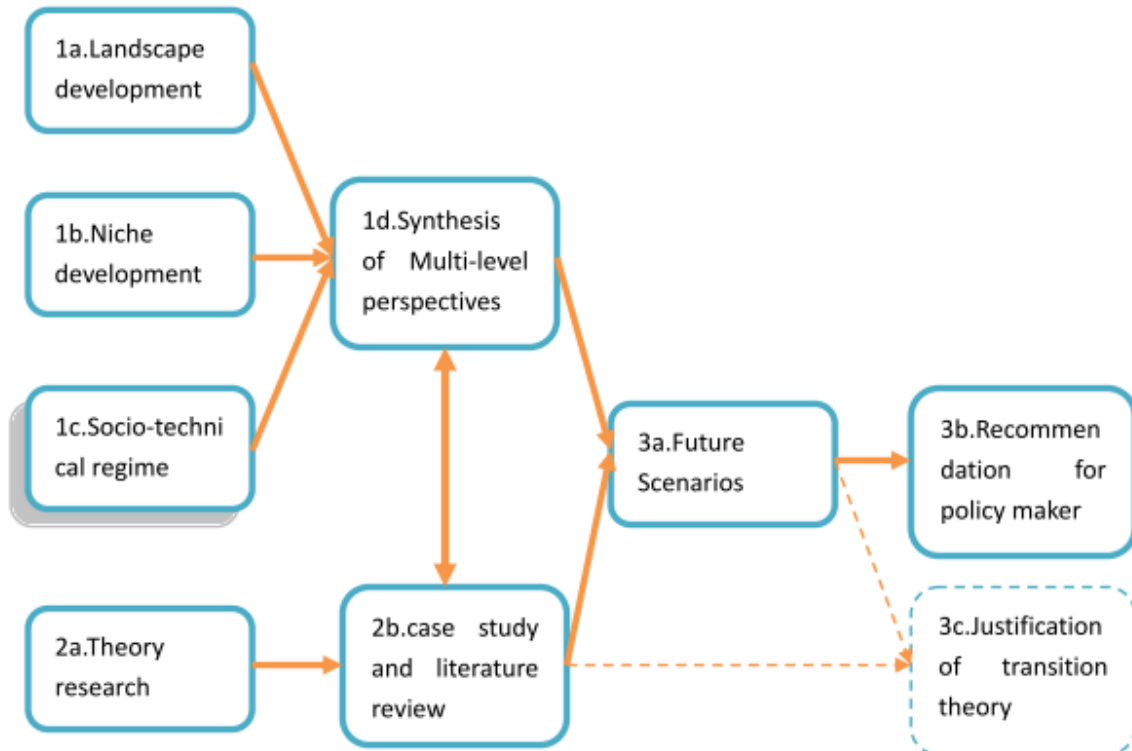 1a.Landscape
development
1b.Niche
development
1c.Socio-techni
cal regime
1d.Synthesis
of Multi-level
perspectives
2a.Theory
research
2b.case study
and literature
review
3a.Future
Scenarios
3b.Recommen
dation for
policy maker
3c.Justification
of transition
theory